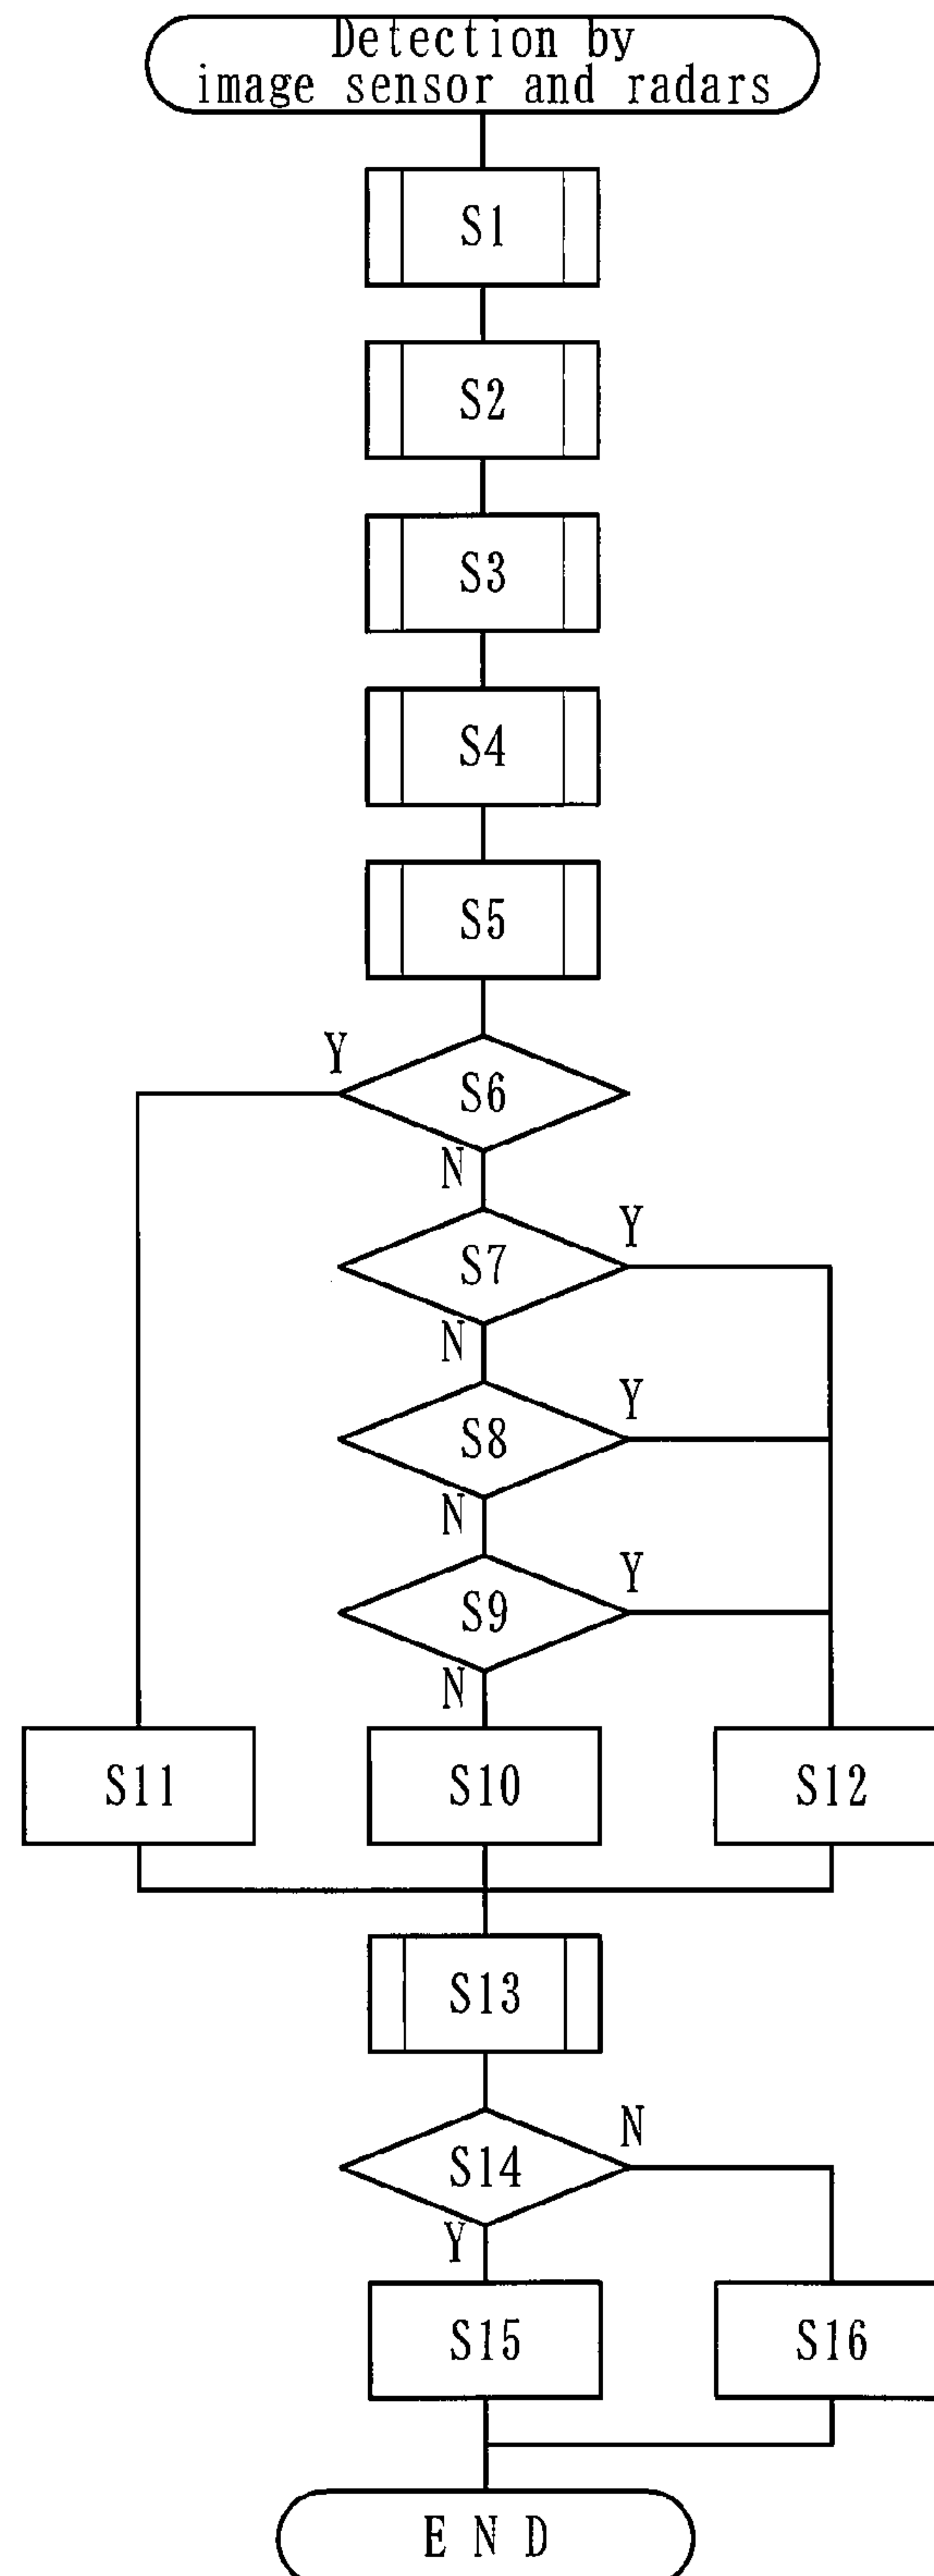 Detection by
image sensor and radars
S1
S2
S3
S4
S5
Y
S6
N
Y
S7
N
Y
S8
N
Y
S9
N
S11
S10
S12
S13
N
S14
Y
S15
S16
E N D